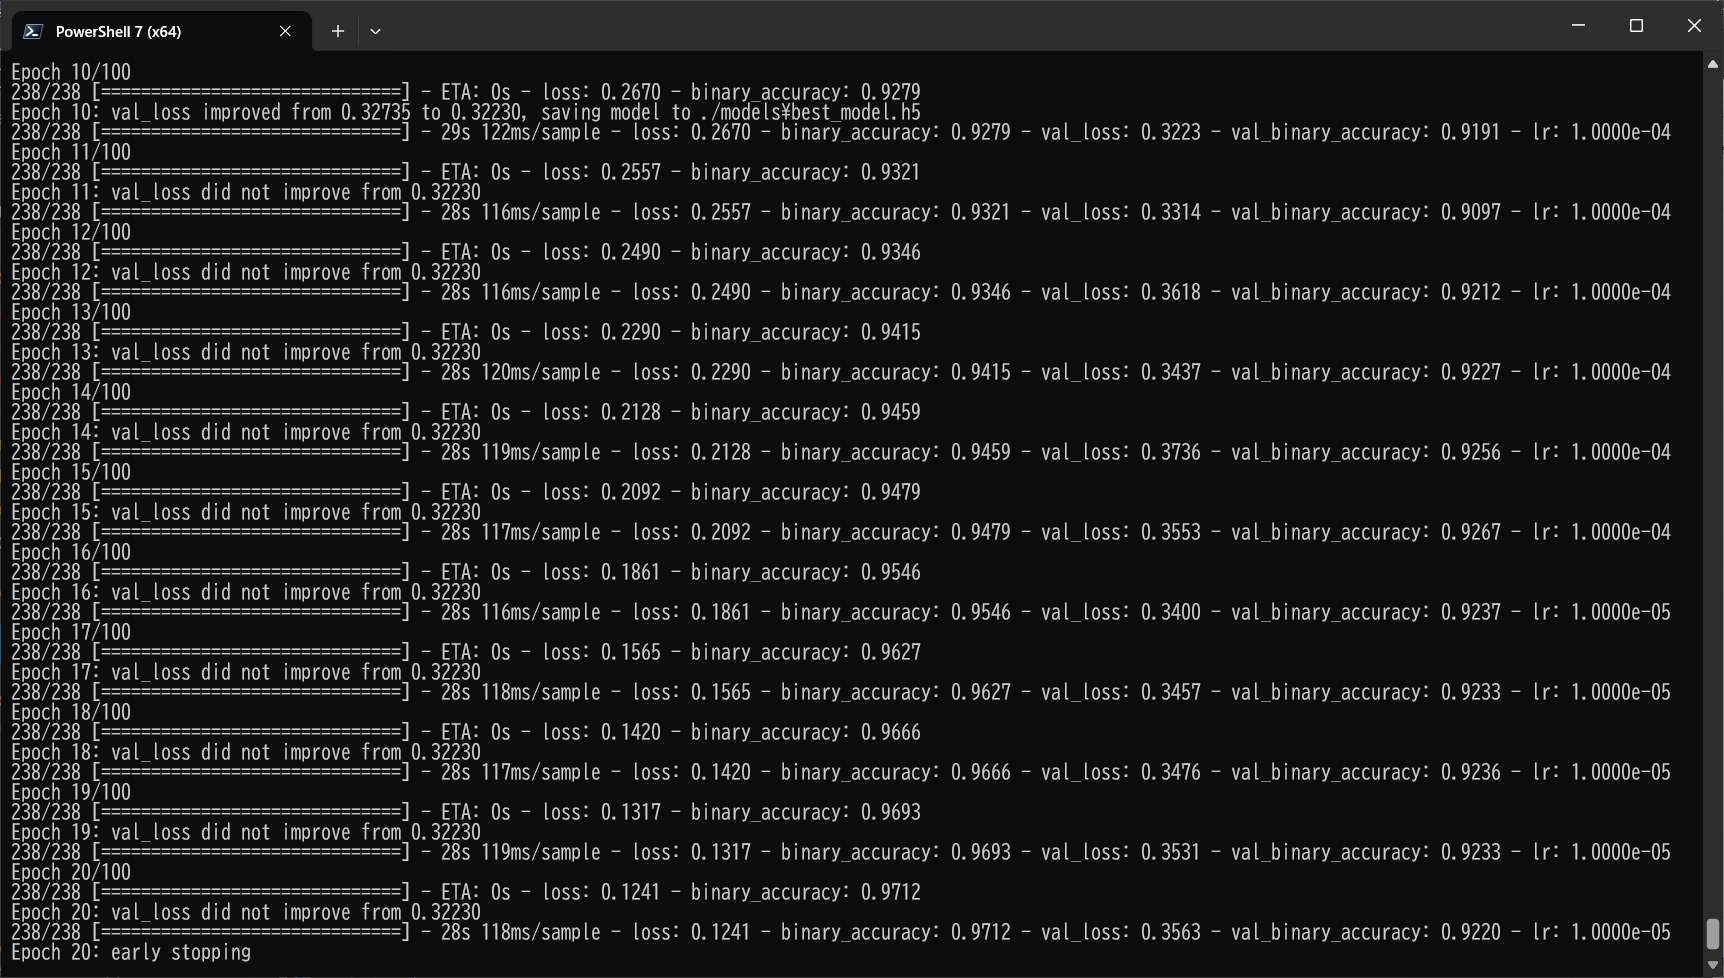 PowerShell 7 (x64)
Epoch 10/100
238/238 [==============================] - ETA: 0s - loss: 0.2670 - binary_accuracy: 0.9279
Epoch 10: val_loss improved from 0.32735 to 0.32230, saving model to ./models¥best_model.h5
238/238 [==============================] - 29s 122ms/sample - loss: 0.2670 - binary_accuracy: 0.9279 - val_loss: 0.3223 - val_binary_accuracy: 0.9191 - lr: 1.0000e-04
Epoch 11/100
238/238 [==============================] - ETA: 0s - loss: 0.2557 - binary_accuracy: 0.9321
Epoch 11: val_loss did not improve from 0.32230
238/238 [==============================] - 28s 116ms/sample - loss: 0.2557 - binary_accuracy: 0.9321 - val_loss: 0.3314 - val_binary_accuracy: 0.9097 - lr: 1.0000e-04
Epoch 12/100
238/238 [==============================] - ETA: 0s - loss: 0.2490 - binary_accuracy: 0.9346
Epoch 12: val_loss did not improve from 0.32230
238/238 [==============================] - 28s 116ms/sample - loss: 0.2490 - binary_accuracy: 0.9346 - val_loss: 0.3618 - val_binary_accuracy: 0.9212 - lr: 1.0000e-04
Epoch 13/100
238/238 [==============================] - ETA: 0s - loss: 0.2290 - binary_accuracy: 0.9415
Epoch 13: val_loss did not improve from 0.32230
238/238 [==============================] - 28s 120ms/sample - loss: 0.2290 - binary_accuracy: 0.9415 - val_loss: 0.3437 - val_binary_accuracy: 0.9227 - lr: 1.0000e-04
Epoch 14/100
238/238 [==============================] - ETA: 0s - loss: 0.2128 - binary_accuracy: 0.9459
Epoch 14: val_loss did not improve from 0.32230
238/238 [==============================] - 28s 119ms/sample - loss: 0.2128 - binary_accuracy: 0.9459 - val_loss: 0.3736 - val_binary_accuracy: 0.9256 - lr: 1.0000e-04
Epoch 15/100
238/238 [==============================] - ETA: 0s - loss: 0.2092 - binary_accuracy: 0.9479
Epoch 15: val_loss did not improve from 0.32230
238/238 [==============================] - 28s 117ms/sample - loss: 0.2092 - binary_accuracy: 0.9479 - val_loss: 0.3553 - val_binary_accuracy: 0.9267 - lr: 1.0000e-04
Epoch 16/100
238/238 [==============================] - ETA: 0s - loss: 0.1861 - binary_accuracy: 0.9546
Epoch 16: val_loss did not improve from 0.32230
238/238 [==============================] - 28s 116ms/sample - loss: 0.1861 - binary_accuracy: 0.9546 - val_loss: 0.3400 - val_binary_accuracy: 0.9237 - lr: 1.0000e-05
Epoch 17/100
238/238 [==============================] - ETA: 0s - loss: 0.1565 - binary_accuracy: 0.9627
Epoch 17: val_loss did not improve from 0.32230
238/238 [==============================] - 28s 118ms/sample - loss: 0.1565 - binary_accuracy: 0.9627 - val_loss: 0.3457 - val_binary_accuracy: 0.9233 - lr: 1.0000e-05
Epoch 18/100
238/238 [==============================] - ETA: 0s - loss: 0.1420 - binary_accuracy: 0.9666
Epoch 18: val_loss did not improve from 0.32230
238/238 [==============================] - 28s 117ms/sample - loss: 0.1420 - binary_accuracy: 0.9666 - val_loss: 0.3476 - val_binary_accuracy: 0.9236 - lr: 1.0000e-05
Epoch 19/100
238/238 [==============================] - ETA: 0s - loss: 0.1317 - binary_accuracy: 0.9693
Epoch 19: val_loss did not improve from 0.32230
238/238 [==============================] - 28s 119ms/sample - loss: 0.1317 - binary_accuracy: 0.9693 - val_loss: 0.3531 - val_binary_accuracy: 0.9233 - lr: 1.0000e-05
Epoch 20/100
238/238 [==============================] - ETA: 0s - loss: 0.1241 - binary_accuracy: 0.9712
Epoch 20: val_loss did not improve from 0.32230
238/238 [==============================] - 28s 118ms/sample - loss: 0.1241 - binary_accuracy: 0.9712 - val_loss: 0.3563 - val_binary_accuracy: 0.9220 - lr: 1.0000e-05
Epoch 20: early stopping